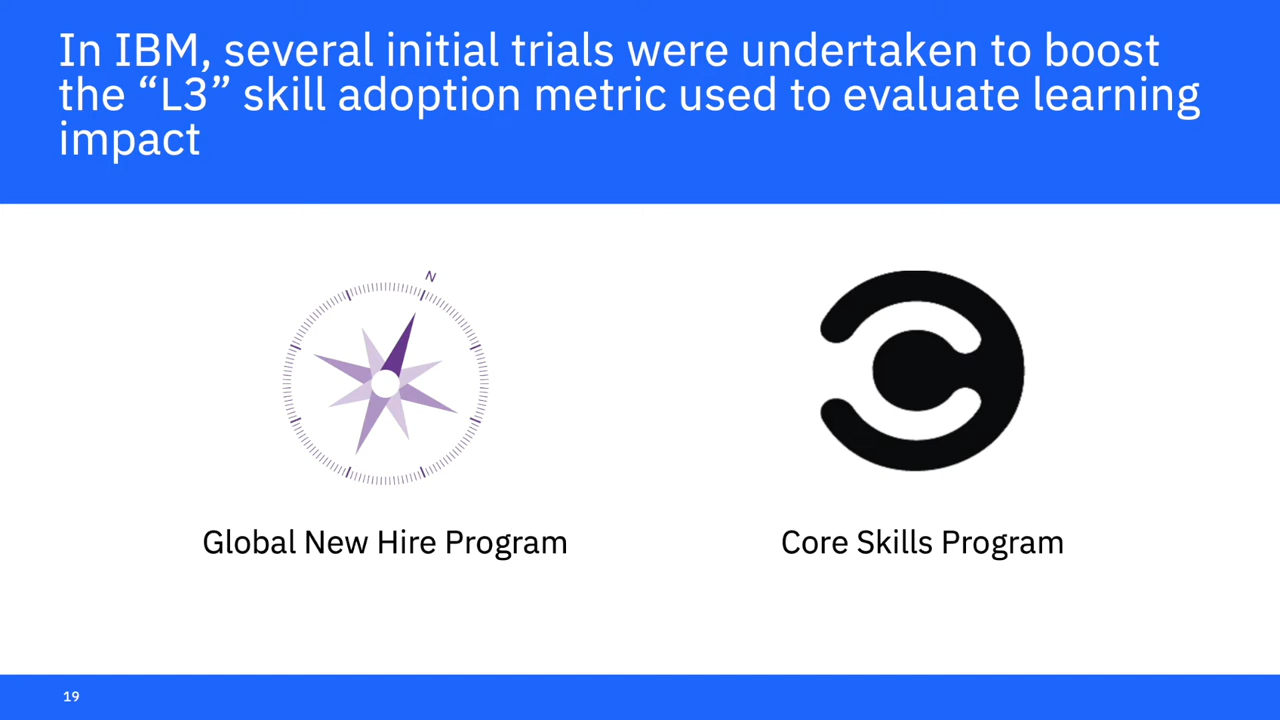 In IBM, several initial trials were undertaken to boost
the “L3” skill adoption metric used to evaluate learning
impact
N
Global New Hire Program
Core Skills Program
19